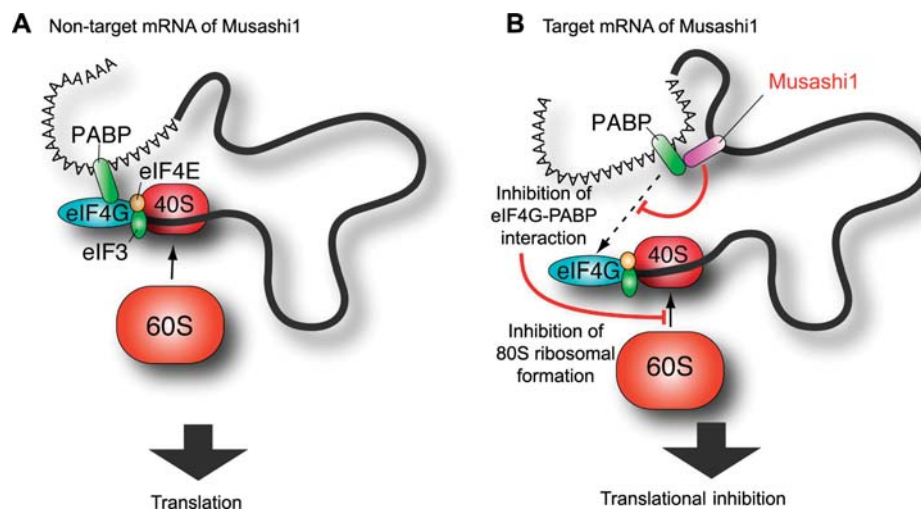 A Non-target mRNA of Musashi1
AAAAAAA
PABP
eIF4E
eIF4G
40S
eIF3
60S
Translation
B Target mRNA of Musashi1
Musashi1
PABP
Inhibition of
eIF4G-PABP
interaction
40S
eIF4G
Inhibition of
80S ribosomal
formation
60S
Translational inhibition